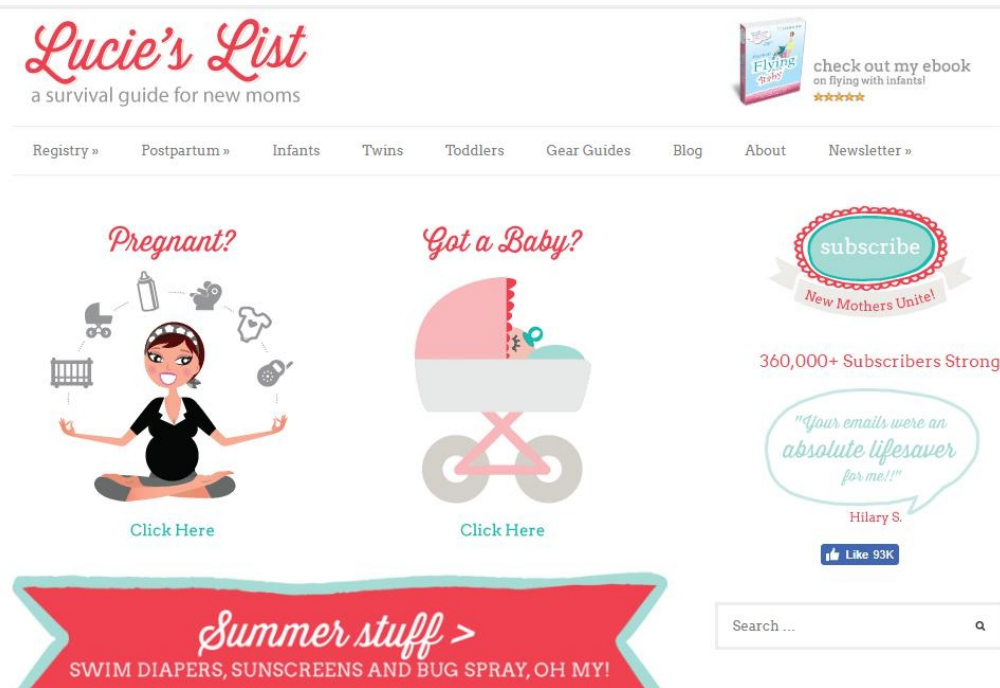 Lucie's List
a survival guide for new moms
Flying
Baby
check out my ebook
on flying with infants!
Registry »
Postpartum »
Infants
Twins
Toddlers
Gear Guides
Blog
About
Newsletter »
Pregnant?
Click Here
Got a Baby?
Click Here
subscribe
New Mothers Unite!
360,000+ Subscribers Strong
"Your emails were an
absolute lifesaver
for me!!"
Hilary S.
Like 93K
Summer stuff >
SWIM DIAPERS, SUNSCREENS AND BUG SPRAY, OH MY!
Search ...